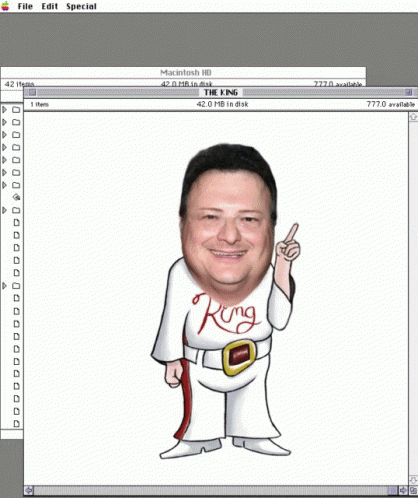 File Edit Special
Macintosh HD
42 items 42.0 MB in disk 777.0 available
THE KING
1 item 42.0 MB in disk 777.0 available
King